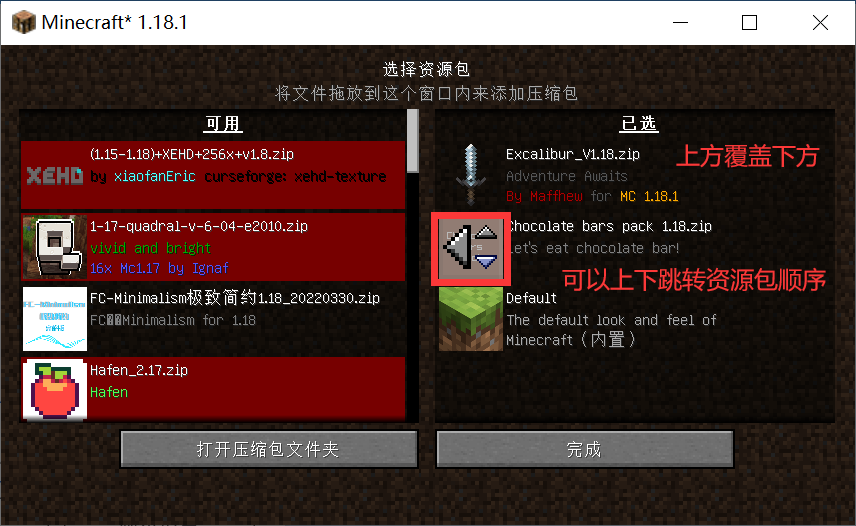 Minecraft* 1.18.1
选择资源包
将文件拖放到这个窗口内来添加压缩包
可用
XEHD
(1.15-1.18)+XEHD+256x+v1.8.zip
by xiaofanEric curseforge: xehd-texture
1-17-quadral-v-6-04-e2010.zip
vivid and bright
16x Mc1.17 by Ignaf
FC-Minimalism极致简约1.18_20220330.zip
FC Minimalism for 1.18
Hafen_2.17.zip
Hafen
已选
Excalibur_V1.18.zip
Adventure Awaits
By Maffhew for MC 1.18.1
上方覆盖下方
Chocolate bars pack 1.18.zip
Let's eat chocolate bar!
可以上下跳转资源包顺序
Default
The default look and feel of
Minecraft（内置）
打开压缩包文件夹
完成